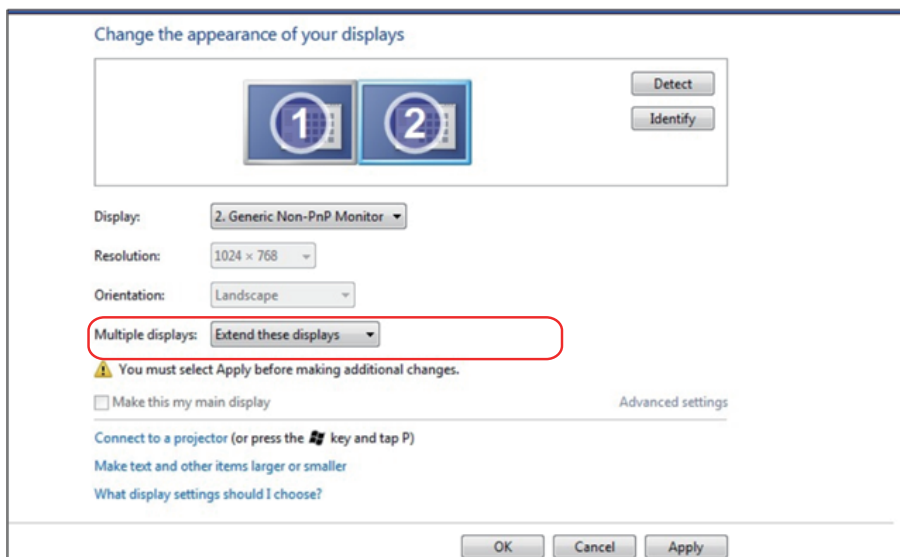 Change the appearance of your displays
1 2
Detect
Identify
Display: 2. Generic Non-PnP Monitor
Resolution: 1024 × 768
Orientation: Landscape
Multiple displays: Extend these displays
You must select Apply before making additional changes.
Make this my main display Advanced settings
Connect to a projector (or press the key and tap P)
Make text and other items larger or smaller
What display settings should I choose?
OK Cancel Apply